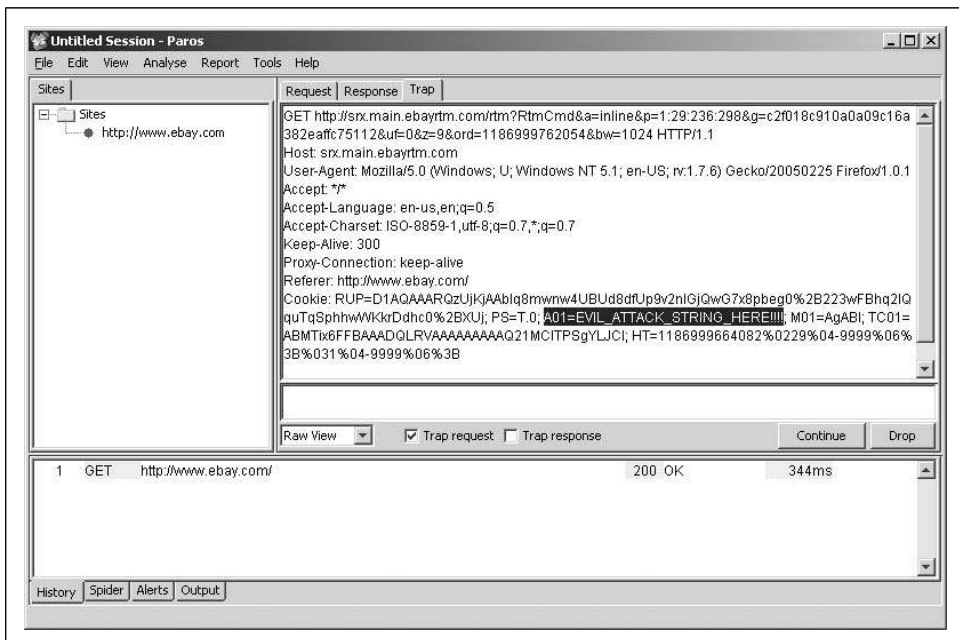 Untitled Session - Paros
File Edit View Analyse Report Tools Help
Sites
Request Response Trap
Sites
http://www.ebay.com
GET http://srx.main.ebayrtm.com/rtm?RtmCmd&a=inline&p=1:29:236:298&g=c2f018c910a0a09c16a
382eaffc75112&uf=0&z=9&ord=1186999762054&bw=1024 HTTP/1.1
Host: srx.main.ebayrtm.com
User-Agent: Mozilla/5.0 (Windows; U; Windows NT 5.1; en-US; rv:1.7.6) Gecko/20050225 Firefox/1.0.1
Accept: */*
Accept-Language: en-us,en;q=0.5
Accept-Charset: ISO-8859-1,utf-8;q=0.7,*;q=0.7
Keep-Alive: 300
Proxy-Connection: keep-alive
Referer: http://www.ebay.com/
Cookie: RUP=D1AQAAARQzUjKjAAblq8mwnw4UBUd8dfUp9v2nIGjQwG7x8pbeg0%2B223wFBhq2IQ
quTqSphhwWKkrDdhc0%2BXUj; PS=T.0; A01=EVIL_ATTACK_STRING_HERE!!!!; M01=AgABI; TC01=
ABMTix6FFBAAADQLRVAAAAAAAAAQ21MCITPSgYLJCI; HT=1186999664082%0229%04-9999%06%
3B%031%04-9999%06%3B
Raw View Trap request Trap response Continue Drop
1 GET http://www.ebay.com/ 200 OK 344ms
History Spider Alerts Output